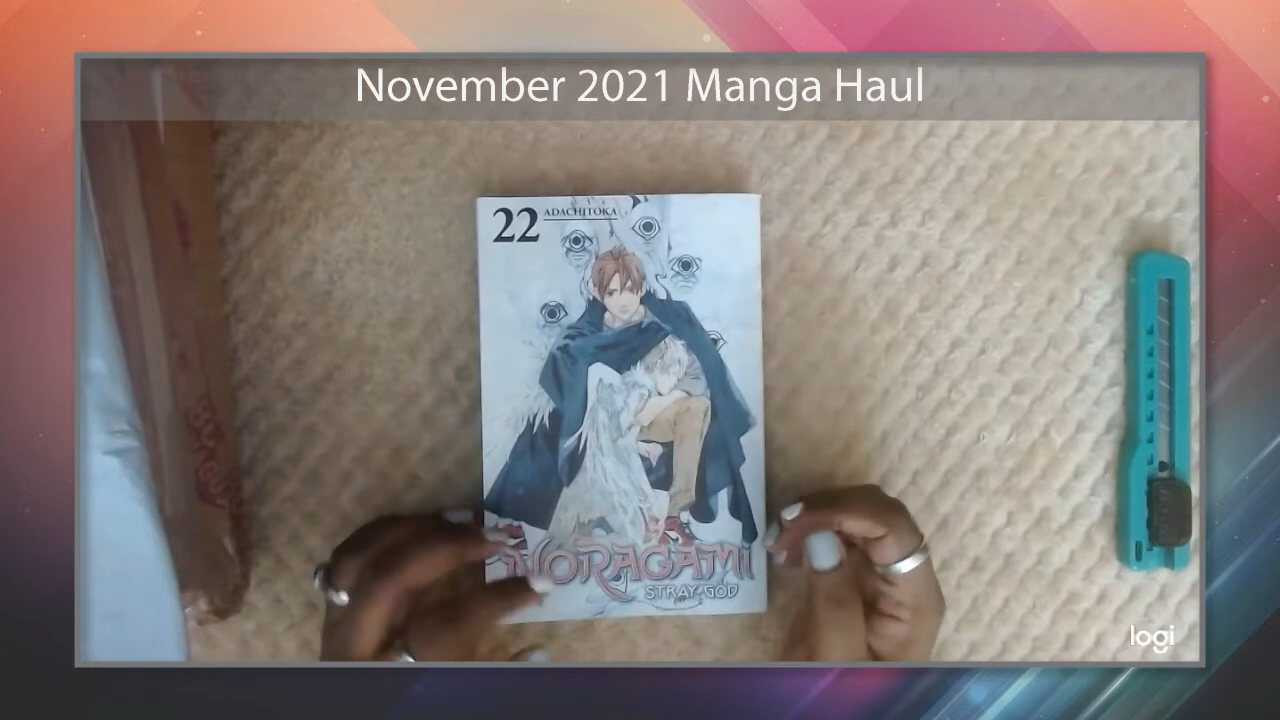 November 2021 Manga Haul
22
ADACHITOKA
NORAGAMI
STRAY GOD
logi